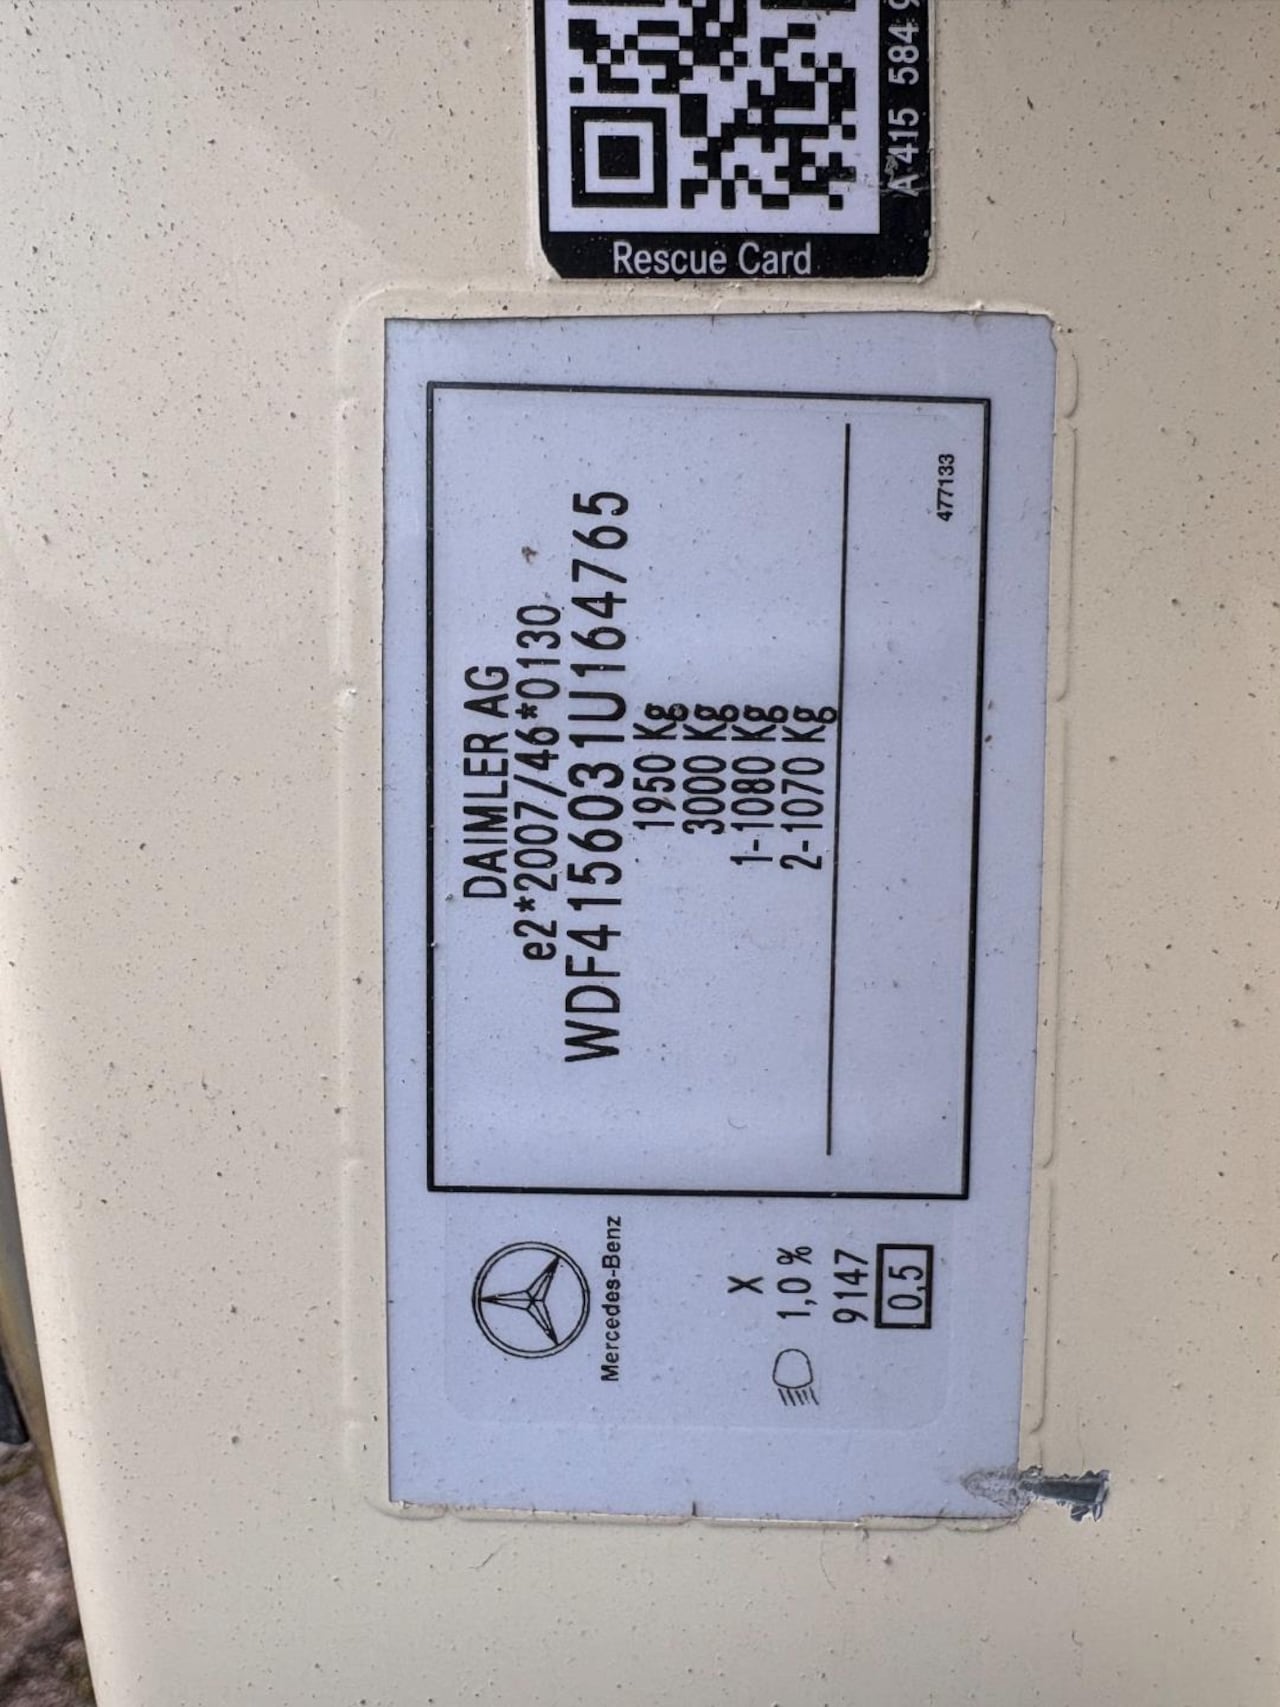 A 415 584 9
Rescue Card
DAIMLER AG
e2*2007/46*0130
WDF4156031U164765
1950 Kg
3000 Kg
1-1080 Kg
2-1070 Kg
477133
Mercedes-Benz
X
1,0 %
9147
0,5